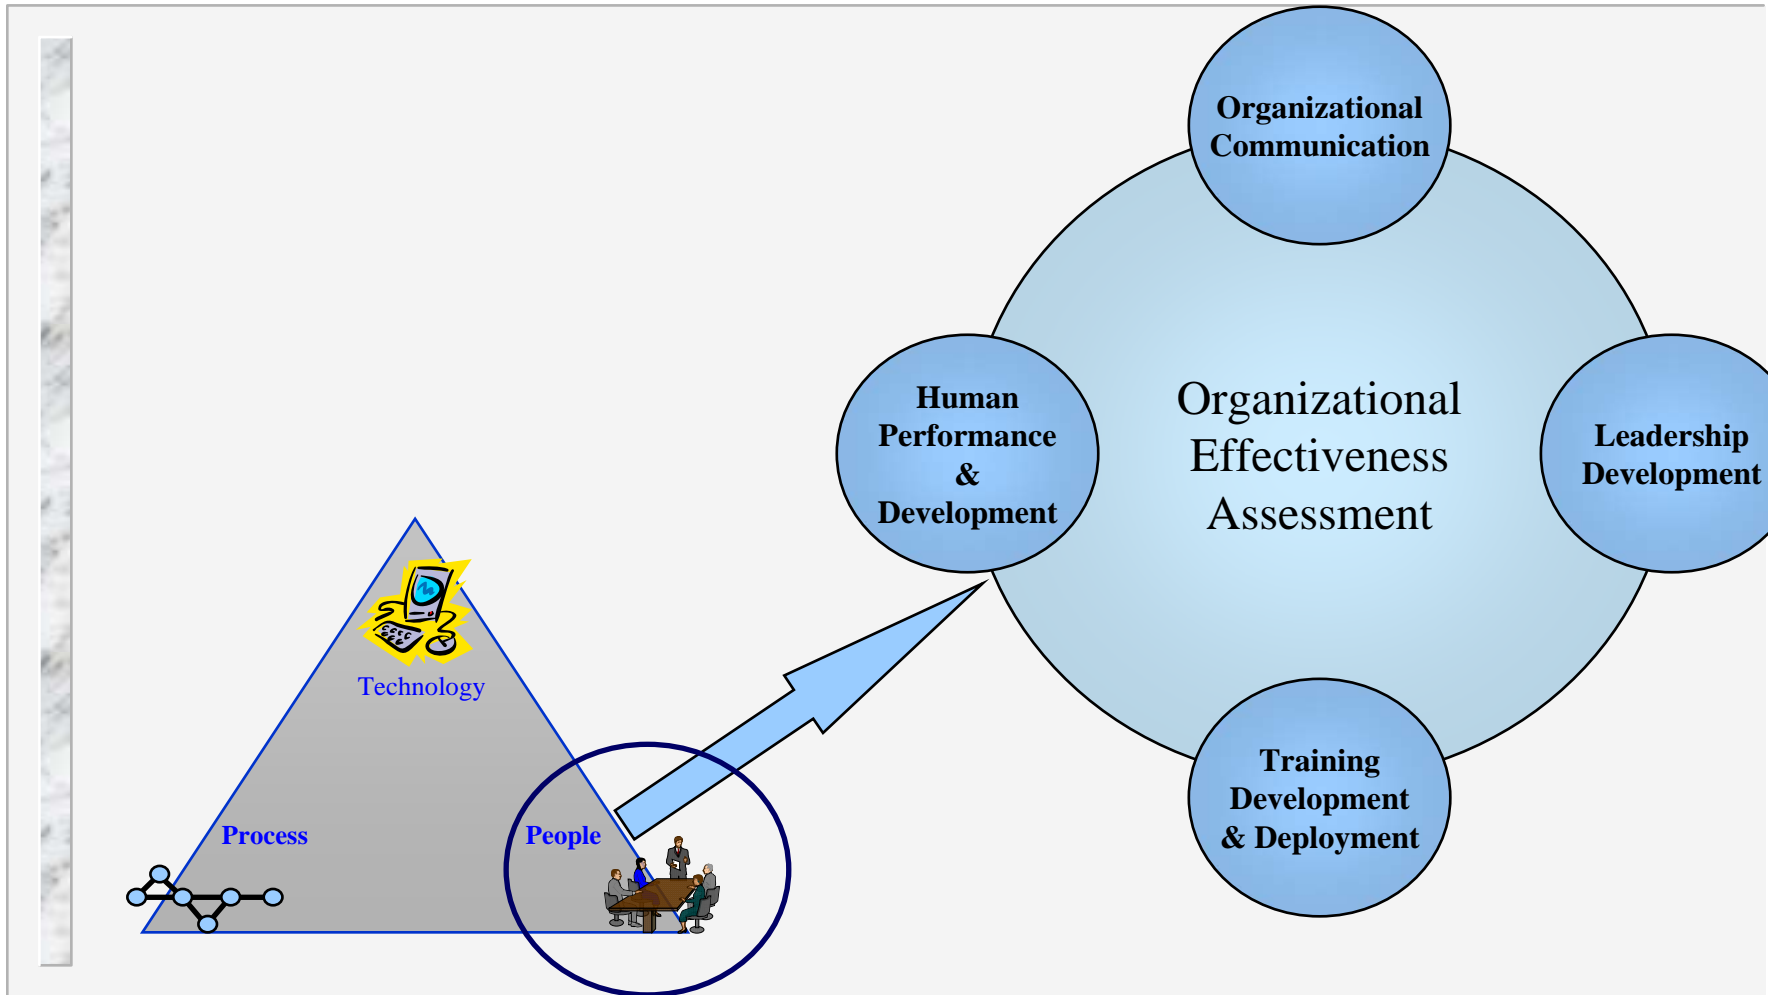 Organizational
Communication
Human
Performance
&
Development
Organizational
Effectiveness
Assessment
Leadership
Development
Technology
Process
People
Training
Development
& Deployment